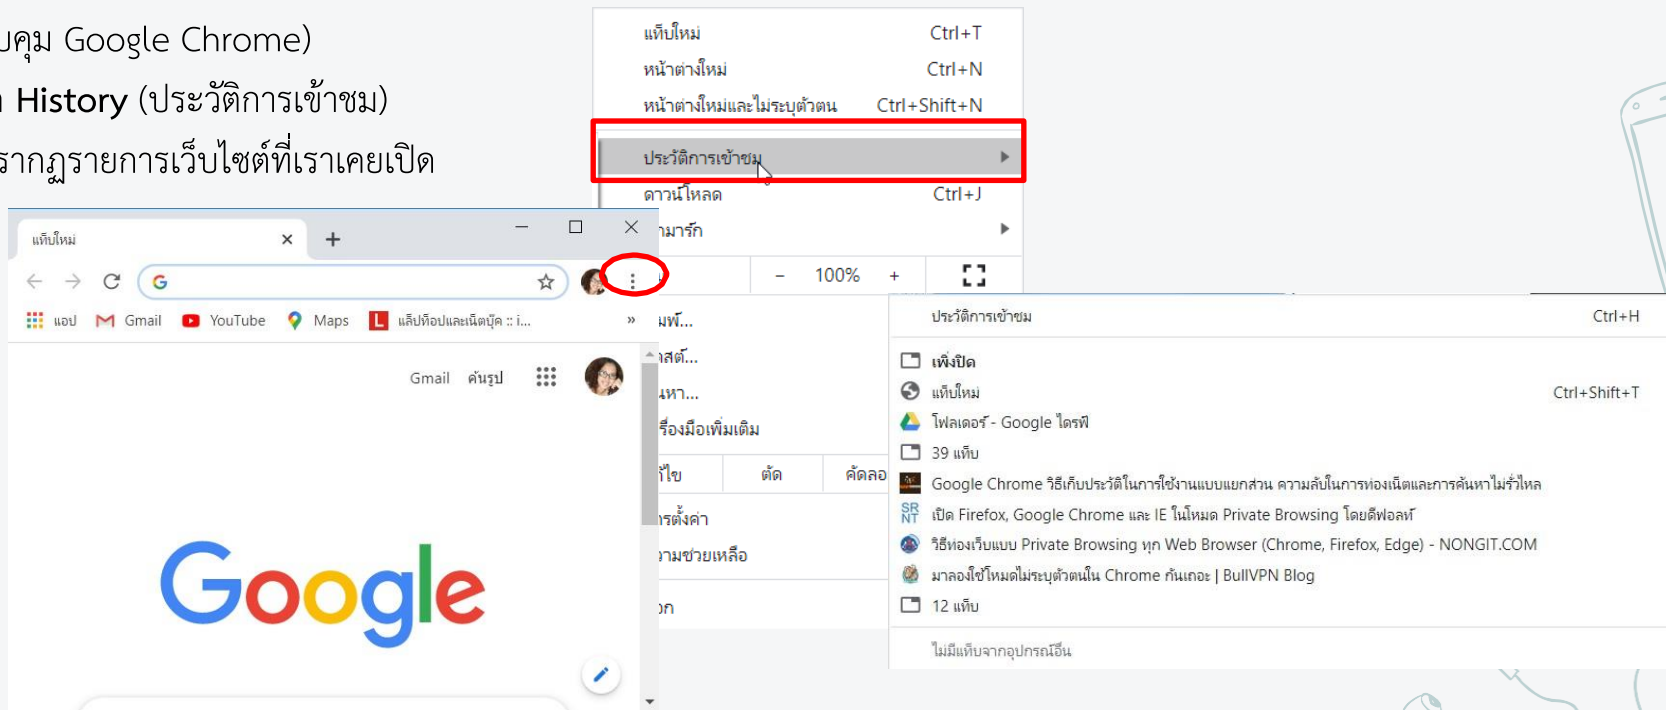 บคุม Google Chrome)
History (ประวัติการเข้าชม)
รากฏรายการเว็บไซต์ที่เราเคยเปิด
แท็บใหม่ Ctrl+T
หน้าต่างใหม่ Ctrl+N
หน้าต่างใหม่และไม่ระบุตัวตน Ctrl+Shift+N
ประวัติการเข้าชม
ดาวน์โหลด Ctrl+J
มาร์ก
- 100% +
มพ์...
สต์...
นหา...
รื่องมือเพิ่มเติม
ก้ไข ตัด คัดลอ
ารตั้งค่า
วามช่วยเหลือ
อก
แท็บใหม่
G
แอป Gmail YouTube Maps L แล็ปท็อปและเน็ตบุ๊ค :: i... »
Gmail ค้นรูป
Google
ประวัติการเข้าชม Ctrl+H
เพิ่งปิด
แท็บใหม่ Ctrl+Shift+T
โฟลเดอร์ - Google ไดรฟ์
39 แท็บ
Google Chrome วิธีเก็บประวัติในการใช้งานแบบแยกส่วน ความลับในการท่องเน็ตและการค้นหาไม่รั่วไหล
SRNT เปิด Firefox, Google Chrome และ IE ในโหมด Private Browsing โดยดีฟอลท์
วิธีท่องเว็บแบบ Private Browsing ทุก Web Browser (Chrome, Firefox, Edge) - NONGIT.COM
มาลองใช้โหมดไม่ระบุตัวตนใน Chrome กันเถอะ | BullVPN Blog
12 แท็บ
ไม่มีแท็บจากอุปกรณ์อื่น